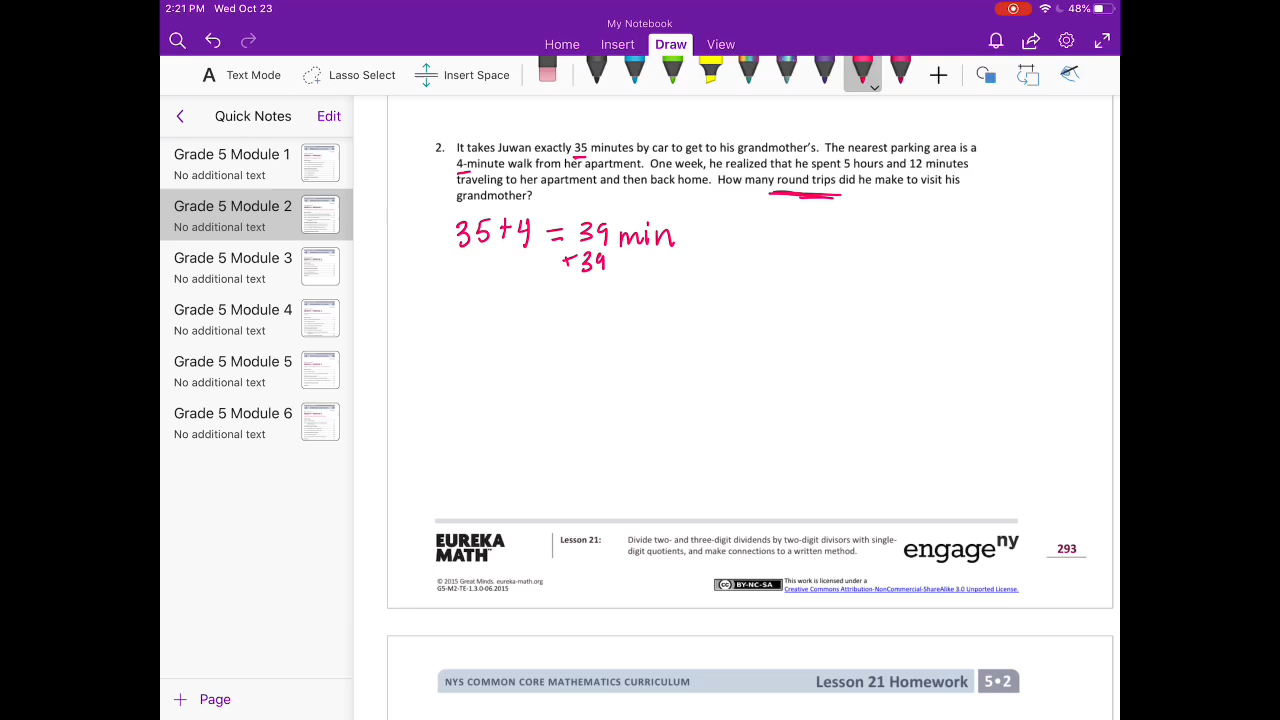 2:21 PM Wed Oct 23
48%
My Notebook
Home Insert Draw View
A Text Mode Lasso Select Insert Space
Quick Notes Edit
Grade 5 Module 1
No additional text
Grade 5 Module 2
No additional text
Grade 5 Module 3
No additional text
Grade 5 Module 4
No additional text
Grade 5 Module 5
No additional text
Grade 5 Module 6
No additional text
+ Page
2. It takes Juwan exactly 35 minutes by car to get to his grandmother's. The nearest parking area is a
4-minute walk from her apartment. One week, he realized that he spent 5 hours and 12 minutes
traveling to her apartment and then back home. How many round trips did he make to visit his
grandmother?
35+4 = 39 min
+39
EUREKA
MATH™
Lesson 21:
Divide two- and three-digit dividends by two-digit divisors with single-
digit quotients, and make connections to a written method.
engage ny
293
© 2015 Great Minds. eureka-math.org
G5-M2-TE-1.3.0-06.2015
cc BY-NC-SA
This work is licensed under a
Creative Commons Attribution-NonCommercial-ShareAlike 3.0 Unported License.
NYS COMMON CORE MATHEMATICS CURRICULUM
Lesson 21 Homework 5•2